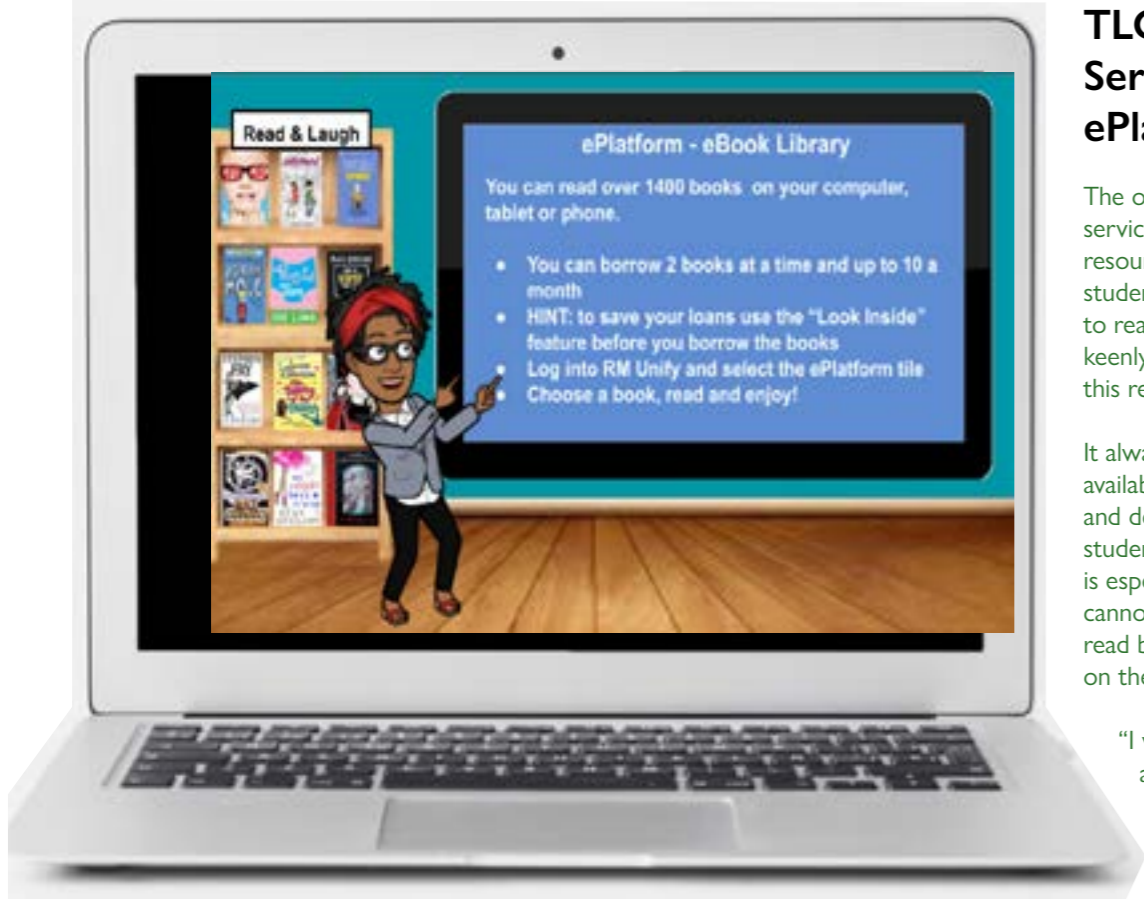 Read & Laugh
ePlatform - eBook Library
You can read over 1400 books on your computer,
tablet or phone.
• You can borrow 2 books at a time and up to 10 a
month
• HINT: to save your loans use the "Look Inside"
feature before you borrow the books
• Log into RM Unify and select the ePlatform tile
• Choose a book, read and enjoy!
TLC
Ser
ePla
The o
servic
resour
studen
to rea
keenly
this re
It alwa
availab
and de
studen
is espe
canno
read b
on the
"I
a